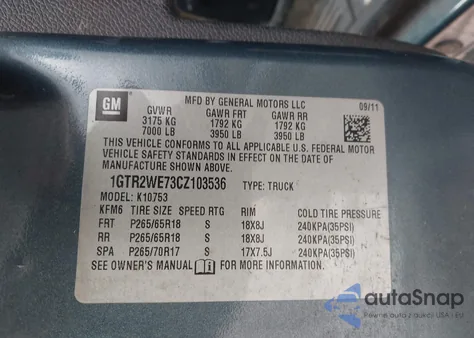 GM
MFD BY GENERAL MOTORS LLC 09/11
GVWR GAWR FRT GAWR RR
3175 KG 1792 KG 1792 KG
7000 LB 3950 LB 3950 LB
THIS VEHICLE CONFORMS TO ALL APPLICABLE U.S. FEDERAL MOTOR
VEHICLE SAFETY STANDARDS IN EFFECT ON THE DATE OF
MANUFACTURE SHOWN ABOVE.
1GTR2WE73CZ103536 TYPE: TRUCK
MODEL: K10753
KFM6 TIRE SIZE SPEED RTG RIM COLD TIRE PRESSURE
FRT P265/65R18 S 18X8J 240KPA(35PSI)
RR P265/65R18 S 18X8J 240KPA(35PSI)
SPA P265/70R17 S 17X7.5J 240KPA(35PSI)
SEE OWNER'S MANUAL FOR MORE INFORMATION.
autoSnap